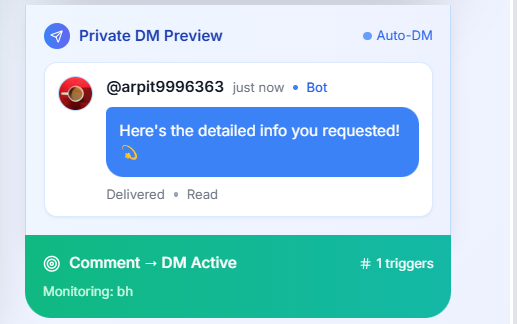 Private DM Preview
Auto-DM
@arpit9996363 just now • Bot
Here's the detailed info you requested!
💫
Delivered • Read
Comment → DM Active
# 1 triggers
Monitoring: bh